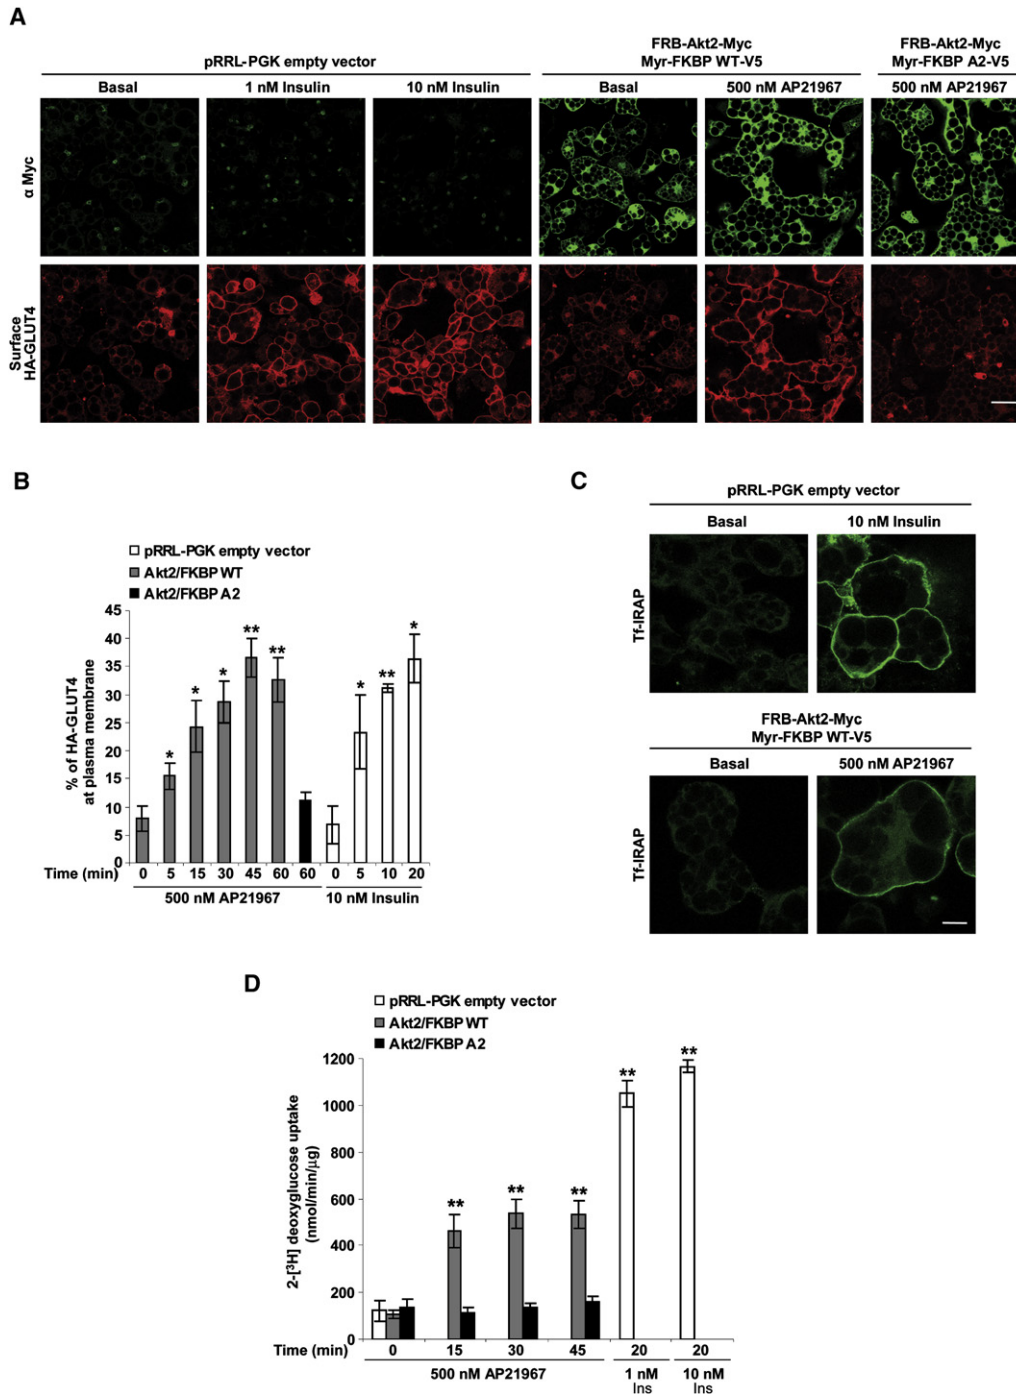 A
pRRL-PGK empty vector
FRB-Akt2-Myc
Myr-FKBP WT-V5
FRB-Akt2-Myc
Myr-FKBP A2-V5
Basal
1 nM Insulin
10 nM Insulin
Basal
500 nM AP21967
500 nM AP21967
α Myc
Surface
HA-GLUT4
B
pRRL-PGK empty vector
Akt2/FKBP WT
Akt2/FKBP A2
% of HA-GLUT4
at plasma membrane
45
40
35
30
25
20
15
10
5
0
* * * ** ** * ** *
Time (min) 0 5 15 30 45 60 60 0 5 10 20
500 nM AP21967 10 nM Insulin
C
pRRL-PGK empty vector
Basal 10 nM Insulin
Tf-IRAP
FRB-Akt2-Myc
Myr-FKBP WT-V5
Basal 500 nM AP21967
Tf-IRAP
D
pRRL-PGK empty vector
Akt2/FKBP WT
Akt2/FKBP A2
2-[³H] deoxyglucose uptake
(nmol/min/µg)
1200
1000
800
600
400
200
0
** ** ** ** **
Time (min) 0 15 30 45 20 20
500 nM AP21967 1 nM 10 nM
Ins Ins